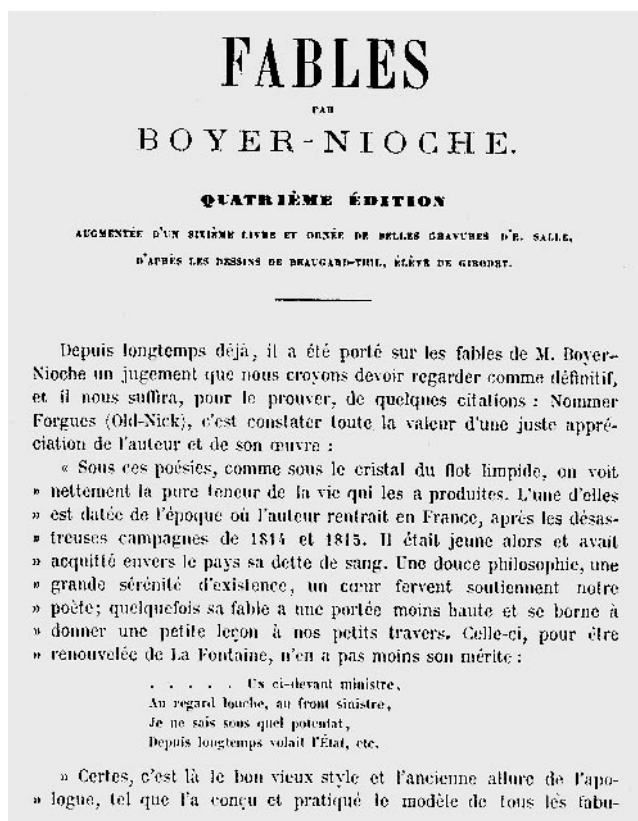 FABLES
PAR
BOYER-NIOCHE.
QUATRIÈME ÉDITION
AUGMENTÉE D'UN SIXIÈME LIVRE ET ORNÉE DE BELLES GRAVURES D'E. SALLE,
D'APRÈS LES DESSINS DE BEAUGARD-THIL, ÉLÈVE DE GIRODET.
Depuis longtemps déjà, il a été porté sur les fables de M. Boyer-
Nioche un jugement que nous croyons devoir regarder comme définitif,
et il nous suffira, pour le prouver, de quelques citations : Nommer
Forgues (Old-Nick), c'est constater toute la valeur d'une juste appré-
ciation de l'auteur et de son œuvre :
« Sous ces poésies, comme sous le cristal du flot limpide, on voit
» nettement la pure teneur de la vie qui les a produites. L'une d'elles
» est datée de l'époque où l'auteur rentrait en France, après les désas-
» treuses campagnes de 1814 et 1815. Il était jeune alors et avait
» acquitté envers le pays sa dette de sang. Une douce philosophie, une
» grande sérénité d'existence, un cœur fervent soutiennent notre
» poète; quelquefois sa fable a une portée moins haute et se borne à
» donner une petite leçon à nos petits travers. Celle-ci, pour être
» renouvelée de La Fontaine, n'en a pas moins son mérite :
. . . . . Un ci-devant ministre,
Au regard louche, au front sinistre,
Je ne sais sous quel potentat,
Depuis longtemps volait l'État, etc.
» Certes, c'est là le bon vieux style et l'ancienne allure de l'apo-
» logue, tel que l'a conçu et pratiqué le modèle de tous les fabu-